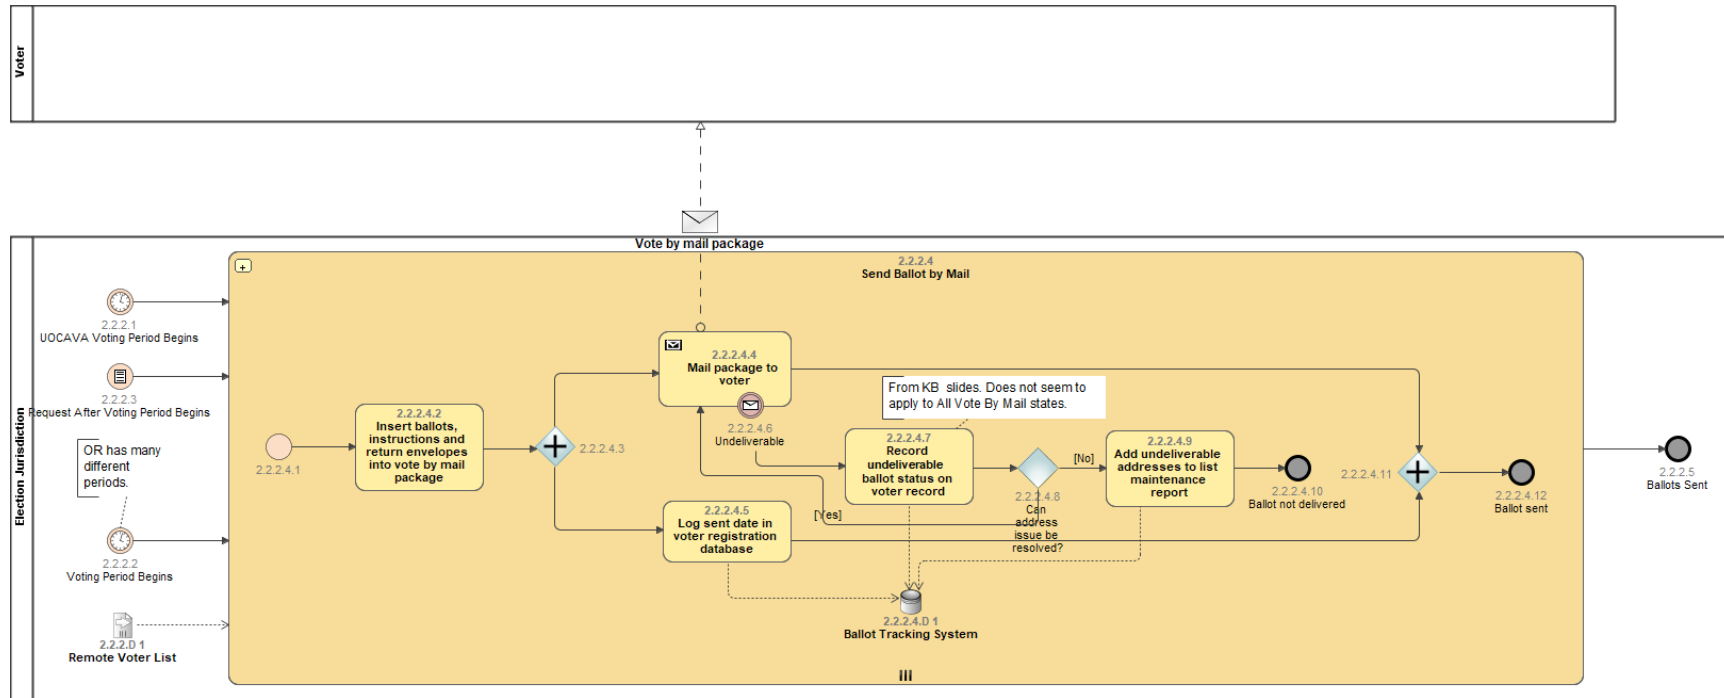 Voter
Vote by mail package
Election Jurisdiction
2.2.2.4
Send Ballot by Mail
2.2.2.1
UOCAVA Voting Period Begins
2.2.2.3
Request After Voting Period Begins
OR has many
different
periods.
2.2.2.2
Voting Period Begins
2.2.2.D 1
Remote Voter List
2.2.2.4.1
2.2.2.4.2
Insert ballots,
instructions and
return envelopes
into vote by mail
package
2.2.2.4.3
2.2.2.4.4
Mail package to
voter
2.2.2.4.6
Undeliverable
2.2.2.4.5
Log sent date in
voter registration
database
From KB slides. Does not seem to
apply to All Vote By Mail states.
2.2.2.4.7
Record
undeliverable
ballot status on
voter record
[Yes]
2.2.2.4.8
Can
address
issue be
resolved?
[No]
2.2.2.4.9
Add undeliverable
addresses to list
maintenance
report
2.2.2.4.10
Ballot not delivered
2.2.2.4.11
2.2.2.4.12
Ballot sent
2.2.2.5
Ballots Sent
2.2.2.4.D 1
Ballot Tracking System